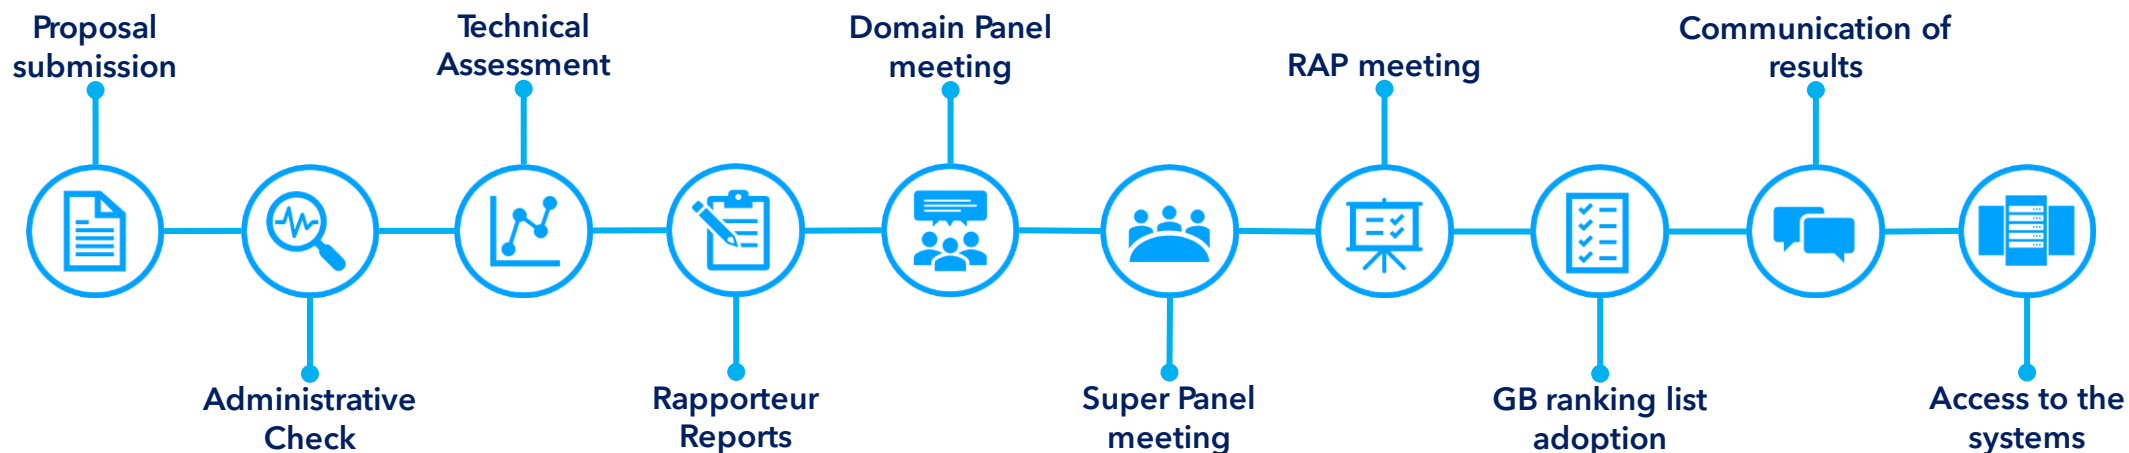 Proposal
submission
Administrative
Check
Technical
Assessment
Rapporteur
Reports
Domain Panel
meeting
Super Panel
meeting
RAP meeting
GB ranking list
adoption
Communication of
results
Access to the
systems